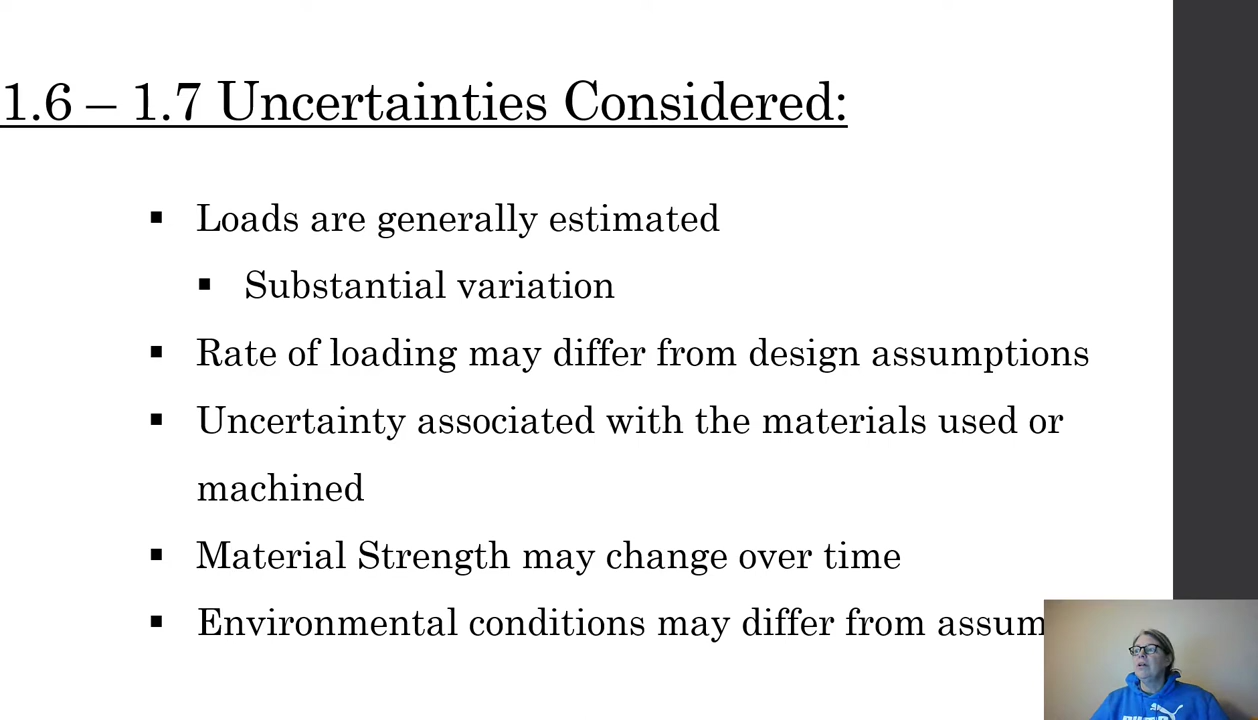 1.6 – 1.7 Uncertainties Considered:
▪ Loads are generally estimated
▪ Substantial variation
▪ Rate of loading may differ from design assumptions
▪ Uncertainty associated with the materials used or
machined
▪ Material Strength may change over time
▪ Environmental conditions may differ from assum